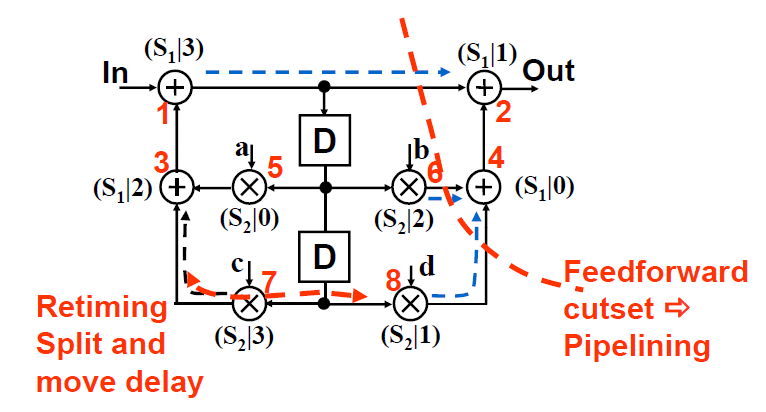 (S₁|3)
(S₁|1)
In
Out
1
2
D
a
b
3
5
6
4
(S₁|2)
(S₁|0)
(S₂|0)
(S₂|2)
D
c
7
8
d
(S₂|3)
(S₂|1)
Retiming
Split and
move delay
Feedforward
cutset ⇨
Pipelining